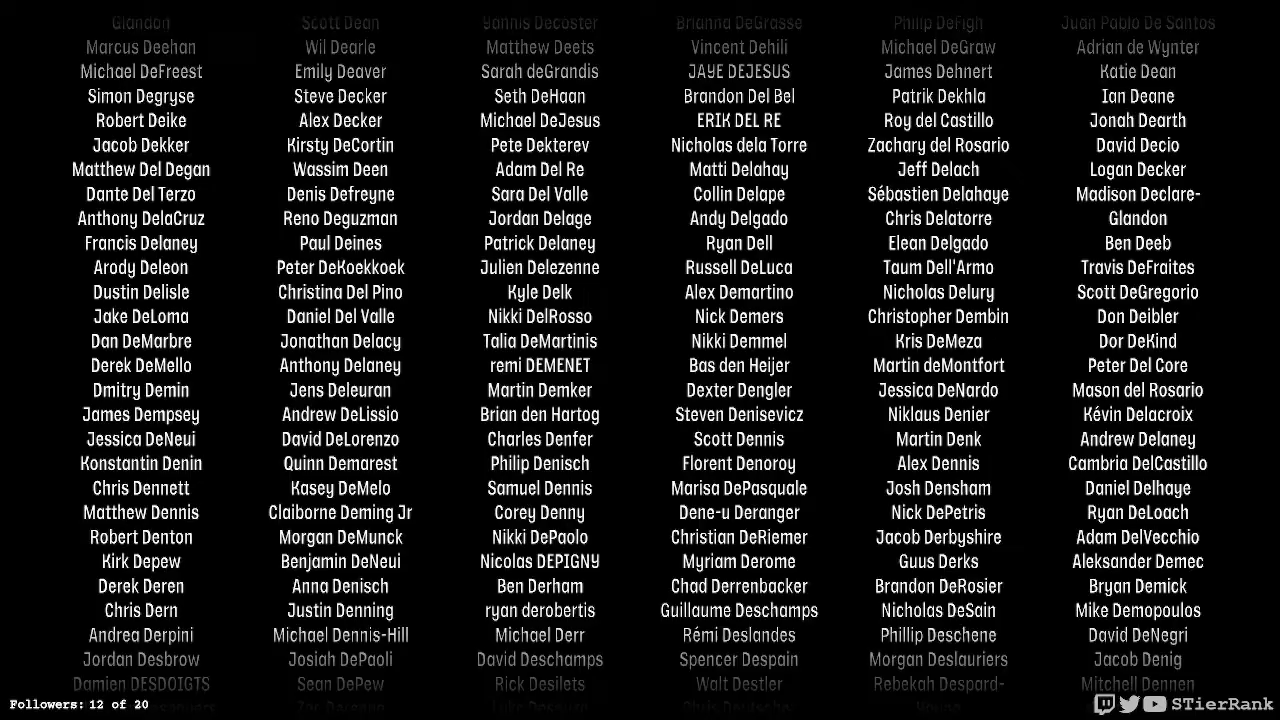 Glandon Scott Dean Yannis Decoster Brianna DeGrasse Philip DeFigh Juan Pablo De Santos
Marcus Deehan Wil Dearle Matthew Deets Vincent Dehili Michael DeGraw Adrian de Wynter
Michael DeFreest Emily Deaver Sarah deGrandis JAYE DEJESUS James Dehnert Katie Dean
Simon Degryse Steve Decker Seth DeHaan Brandon Del Bel Patrik Dekhla Ian Deane
Robert Deike Alex Decker Michael DeJesus ERIK DEL RE Roy del Castillo Jonah Dearth
Jacob Dekker Kirsty DeCortin Pete Dekterev Nicholas dela Torre Zachary del Rosario David Decio
Matthew Del Degan Wassim Deen Adam Del Re Matti Delahay Jeff Delach Logan Decker
Dante Del Terzo Denis Defreyne Sara Del Valle Collin Delape Sébastien Delahaye Madison Declare-
Anthony DelaCruz Reno Deguzman Jordan Delage Andy Delgado Chris Delatorre Glandon
Francis Delaney Paul Deines Patrick Delaney Ryan Dell Elean Delgado Ben Deeb
Arody Deleon Peter DeKoekkoek Julien Delezenne Russell DeLuca Taum Dell'Armo Travis DeFraites
Dustin Delisle Christina Del Pino Kyle Delk Alex Demartino Nicholas Delury Scott DeGregorio
Jake DeLoma Daniel Del Valle Nikki DelRosso Nick Demers Christopher Dembin Don Deibler
Dan DeMarbre Jonathan Delacy Talia DeMartinis Nikki Demmel Kris DeMeza Dor DeKind
Derek DeMello Anthony Delaney remi DEMENET Bas den Heijer Martin deMontfort Peter Del Core
Dmitry Demin Jens Deleuran Martin Demker Dexter Dengler Jessica DeNardo Mason del Rosario
James Dempsey Andrew DeLissio Brian den Hartog Steven Denisevicz Niklaus Denier Kévin Delacroix
Jessica DeNeui David DeLorenzo Charles Denfer Scott Dennis Martin Denk Andrew Delaney
Konstantin Denin Quinn Demarest Philip Denisch Florent Denoroy Alex Dennis Cambria DelCastillo
Chris Dennett Kasey DeMelo Samuel Dennis Marisa DePasquale Josh Densham Daniel Delhaye
Matthew Dennis Claiborne Deming Jr Corey Denny Dene-u Deranger Nick DePetris Ryan DeLoach
Robert Denton Morgan DeMunck Nikki DePaolo Christian DeRiemer Jacob Derbyshire Adam DelVecchio
Kirk Depew Benjamin DeNeui Nicolas DEPIGNY Myriam Derome Guus Derks Aleksander Demec
Derek Deren Anna Denisch Ben Derham Chad Derrenbacker Brandon DeRosier Bryan Demick
Chris Dern Justin Denning ryan derobertis Guillaume Deschamps Nicholas DeSain Mike Demopoulos
Andrea Derpini Michael Dennis-Hill Michael Derr Rémi Deslandes Phillip Deschene David DeNegri
Jordan Desbrow Josiah DePaoli David Deschamps Spencer Despain Morgan Deslauriers Jacob Denig
Damien DESDOIGTS Sean DePew Rick Desilets Walt Destler Rebekah Despard- Mitchell Dennen
Followers: 12 of 20 STierRank